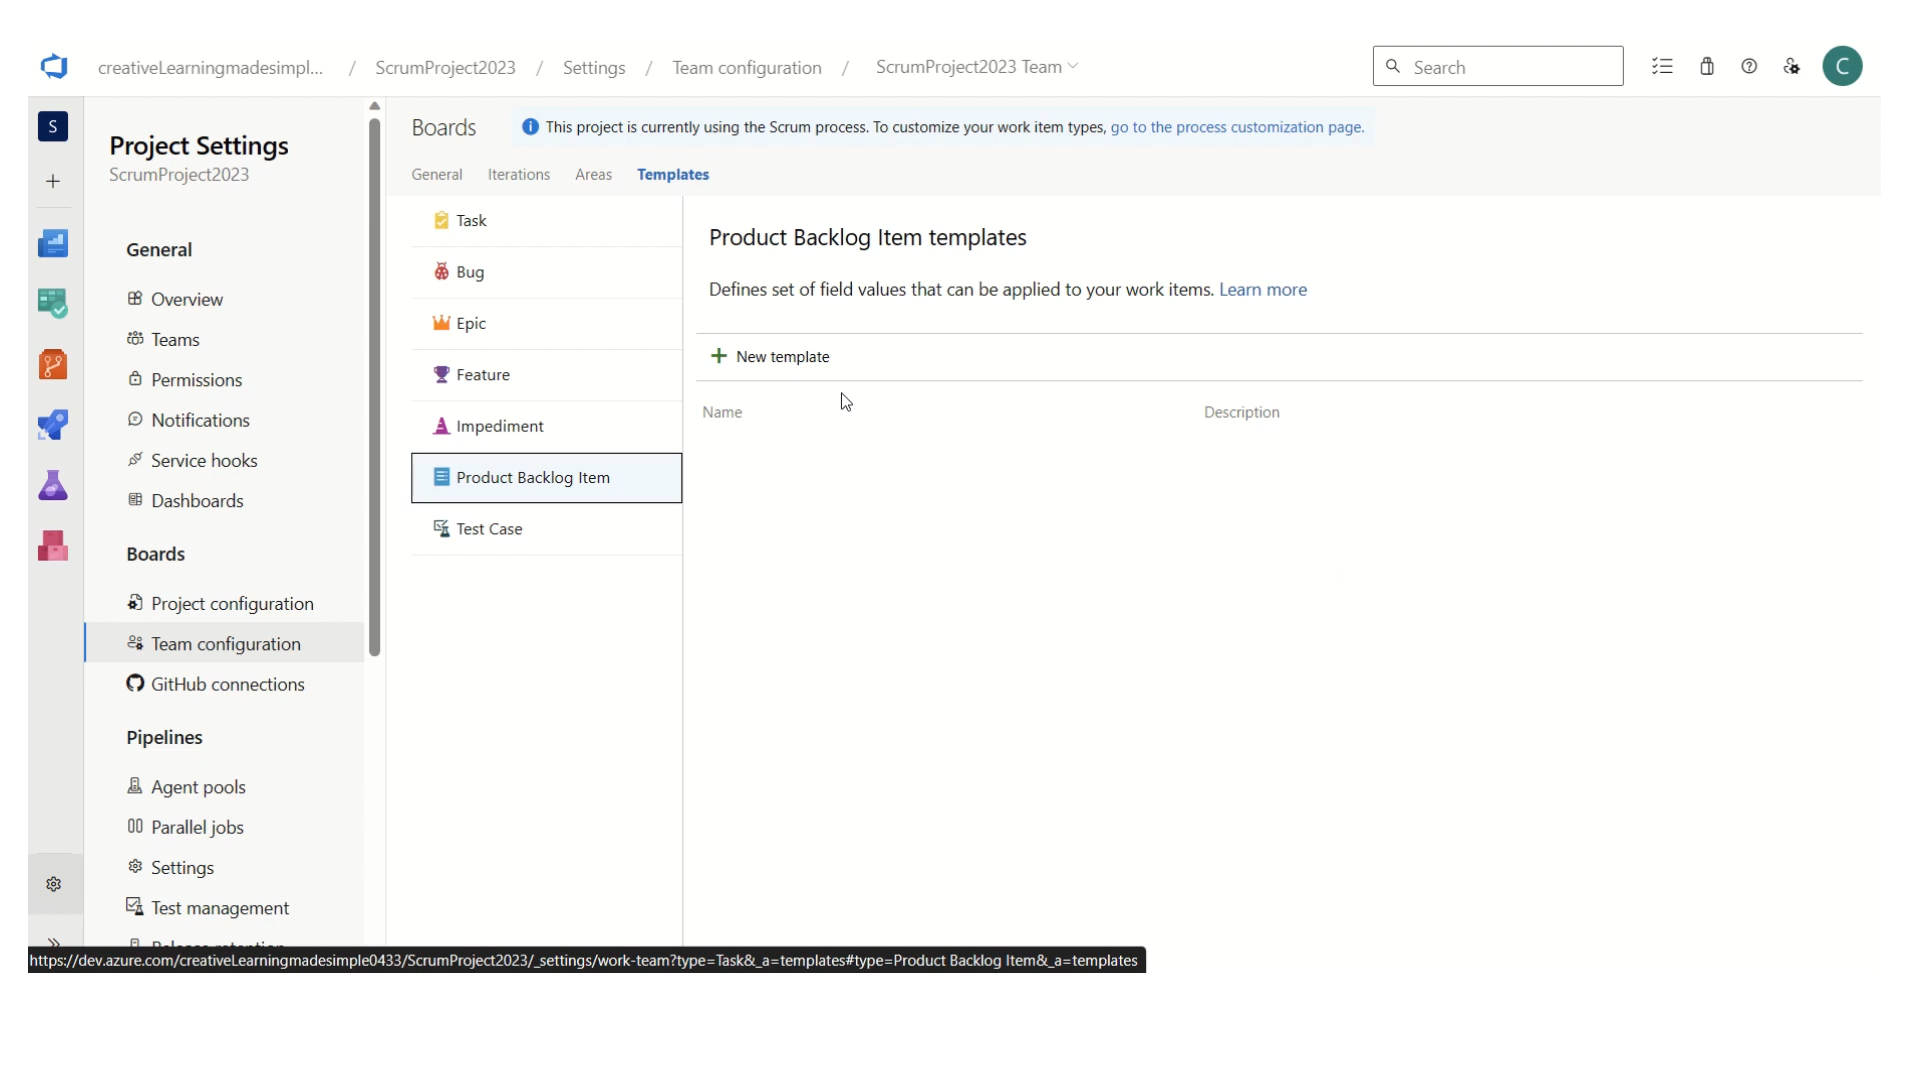 creativeLearningmadesimpl... / ScrumProject2023 / Settings / Team configuration / ScrumProject2023 Team
Search
C
S
Project Settings
ScrumProject2023
General
Overview
Teams
Permissions
Notifications
Service hooks
Dashboards
Boards
Project configuration
Team configuration
GitHub connections
Pipelines
Agent pools
Parallel jobs
Settings
Test management
Release retention
Boards
This project is currently using the Scrum process. To customize your work item types, go to the process customization page.
General Iterations Areas Templates
Task
Bug
Epic
Feature
Impediment
Product Backlog Item
Test Case
Product Backlog Item templates
Defines set of field values that can be applied to your work items. Learn more
+ New template
Name Description
https://dev.azure.com/creativeLearningmadesimple0433/ScrumProject2023/_settings/work-team?type=Task&_a=templates#type=Product Backlog Item&_a=templates